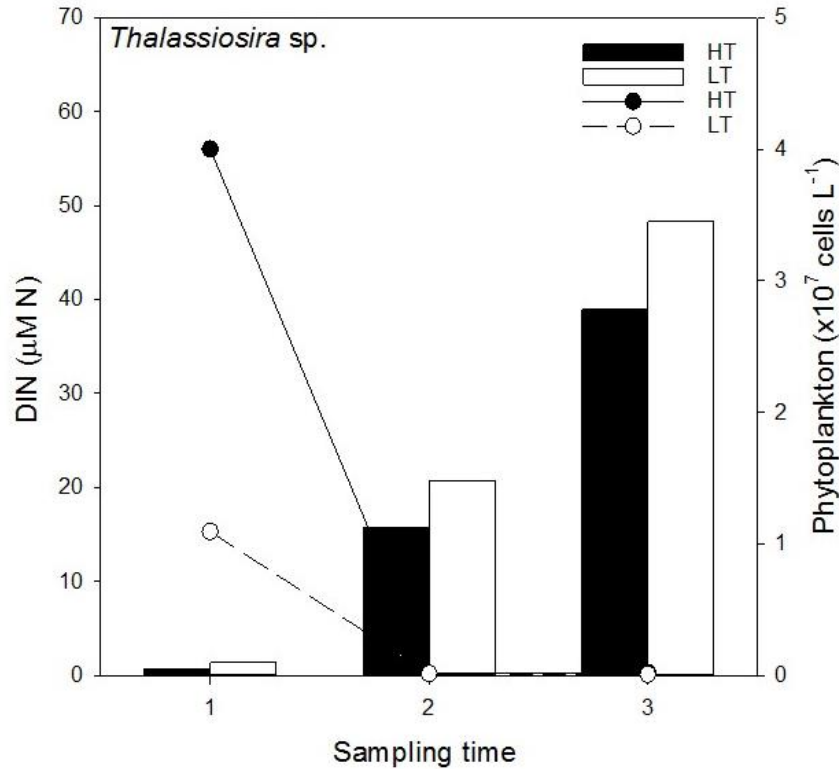 Thalassiosira sp.
HT
LT
HT
LT
70
60
50
40
30
20
10
0
DIN (μM N)
5
4
3
2
1
0
Phytoplankton (x10⁷ cells L⁻¹)
1 2 3
Sampling time